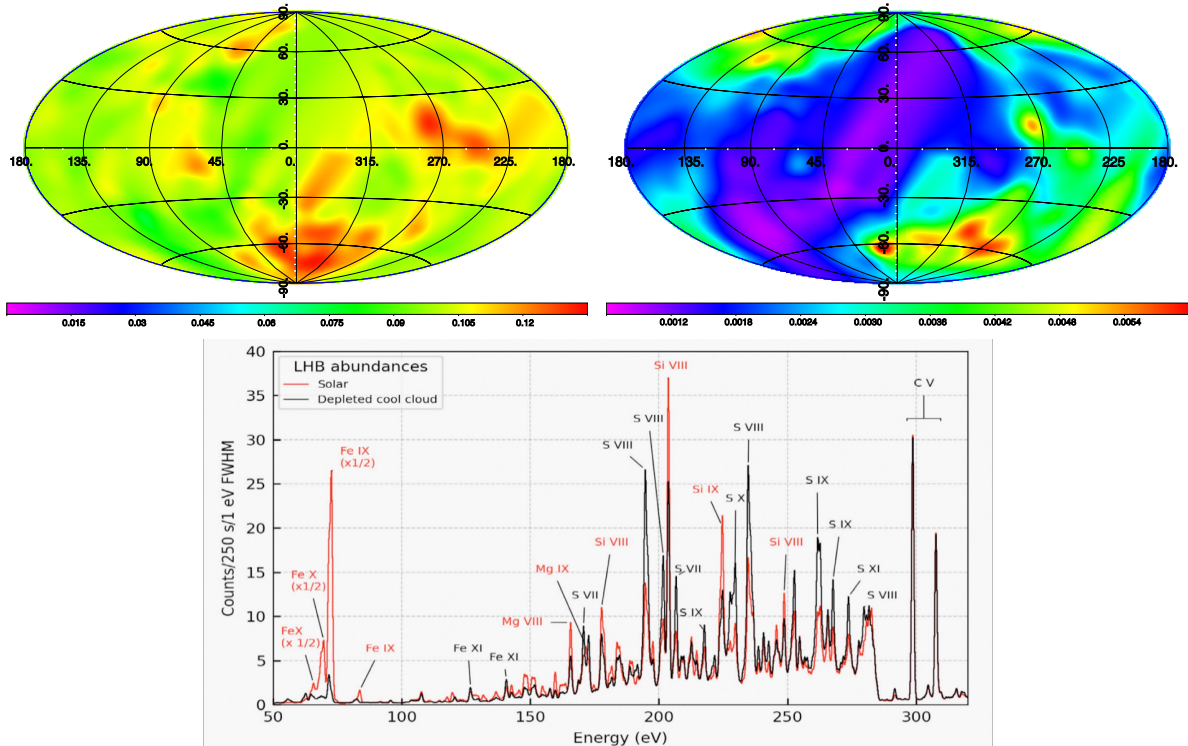 90.
60.
30.
180.
135.
90.
45.
0.
0.
315.
270.
225.
180.
-30.
-60.
-90.
0.015
0.03
0.045
0.06
0.075
0.09
0.105
0.12
90.
60.
30.
180.
135.
90.
45.
0.
0.
315.
270.
225.
180.
-30.
-60.
-90.
0.0012
0.0018
0.0024
0.0030
0.0036
0.0042
0.0048
0.0054
LHB abundances
Solar
Depleted cool cloud
Counts/250 s/1 eV FWHM
40
35
30
25
20
15
10
5
0
Fe IX
(x1/2)
Fe X
(x1/2)
FeX
(x 1/2)
Fe IX
Fe XI
Fe XI
Mg VIII
Mg IX
S VII
Si VIII
S VIII
S VIII
Si VIII
S VII
S IX
Si IX
S X
S VIII
Si VIII
S IX
S IX
S XI
S VIII
C V
50
100
150
200
250
300
Energy (eV)